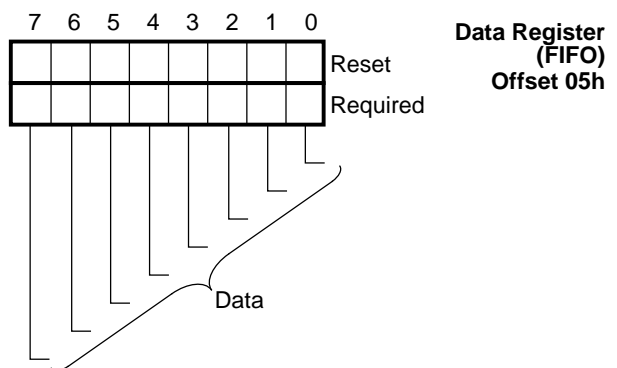 7 6 5 4 3 2 1 0
Data Register
(FIFO)
Offset 05h
Reset
Required
Data